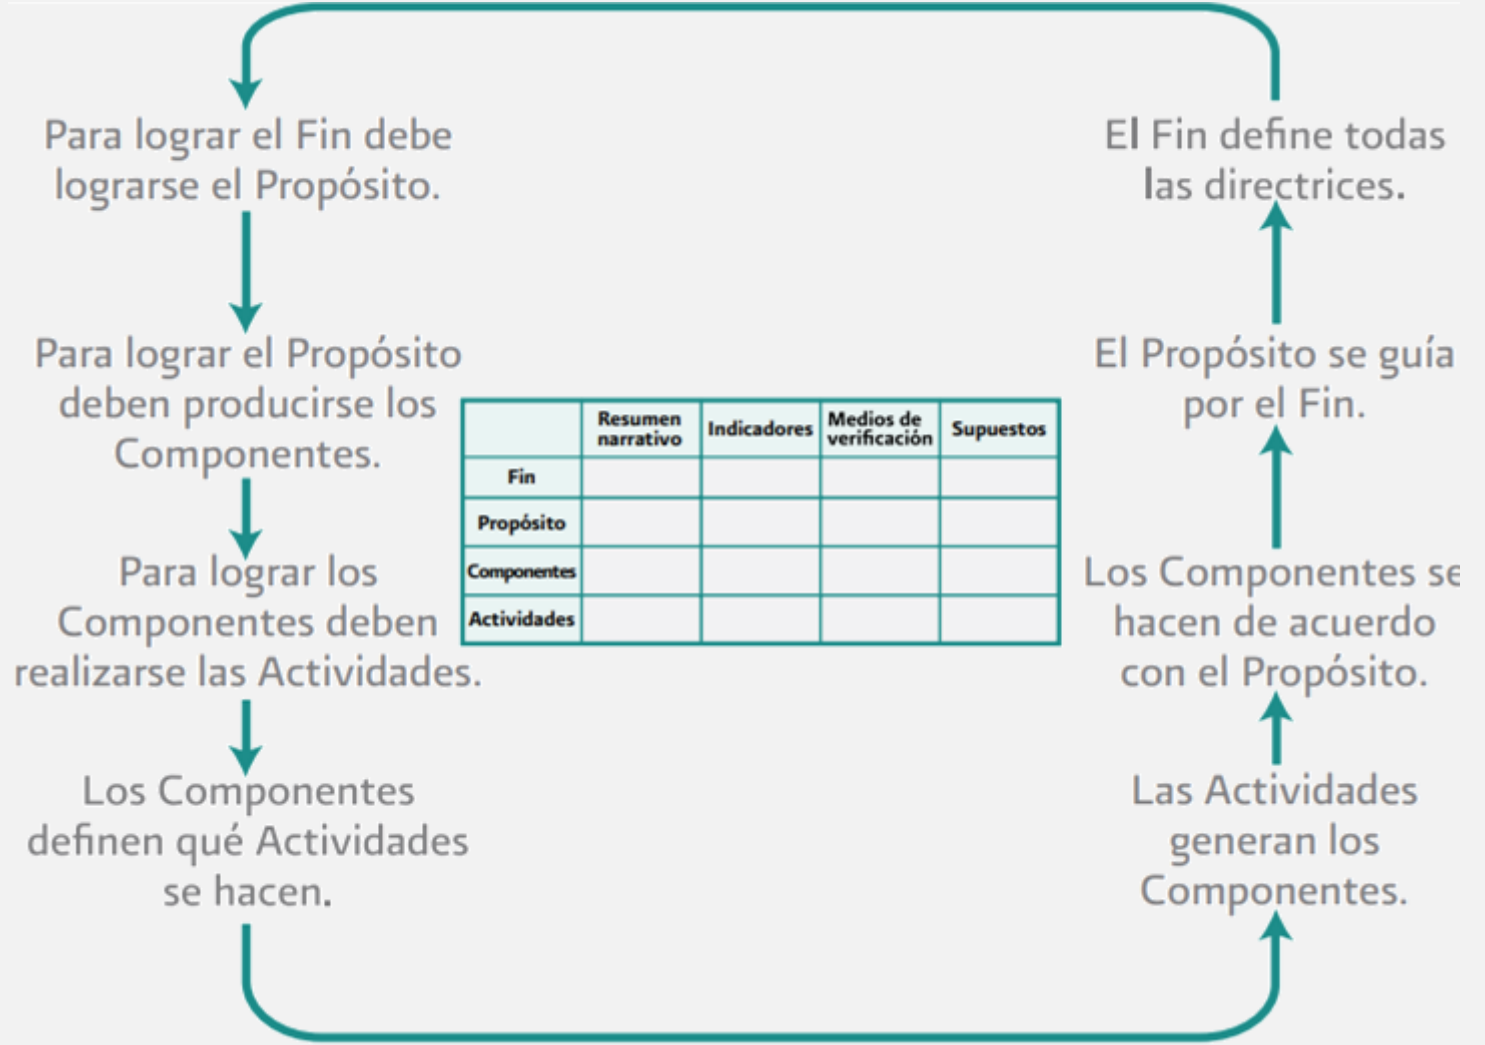 Para lograr el Fin debe
lograrse el Propósito.
Para lograr el Propósito
deben producirse los
Componentes.
Para lograr los
Componentes deben
realizarse las Actividades.
Los Componentes
definen qué Actividades
se hacen.
Resumen
narrativo
Indicadores
Medios de
verificación
Supuestos
Fin
Propósito
Componentes
Actividades
El Fin define todas
las directrices.
El Propósito se guía
por el Fin.
Los Componentes se
hacen de acuerdo
con el Propósito.
Las Actividades
generan los
Componentes.